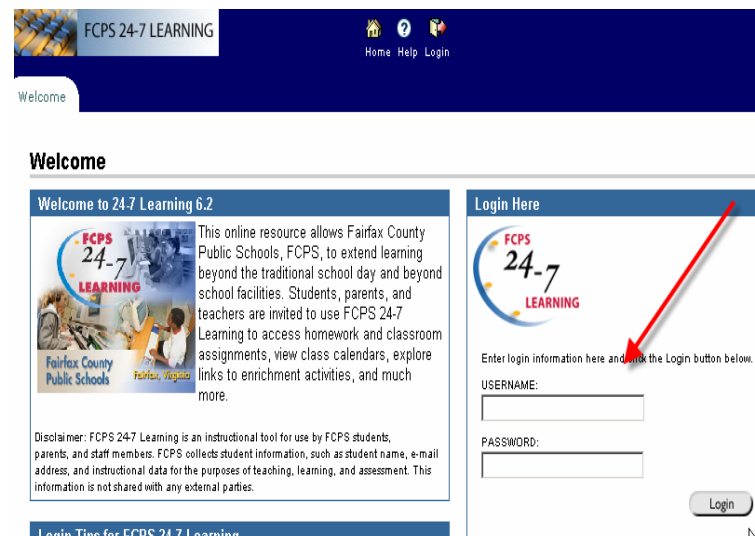 FCPS 24-7 LEARNING
Home Help Login
Welcome
Welcome
Welcome to 24-7 Learning 6.2
FCPS
24-7
LEARNING
Fairfax County
Public Schools
Fairfax, Virginia
This online resource allows Fairfax County
Public Schools, FCPS, to extend learning
beyond the traditional school day and beyond
school facilities. Students, parents, and
teachers are invited to use FCPS 24-7
Learning to access homework and classroom
assignments, view class calendars, explore
links to enrichment activities, and much
more.
Disclaimer: FCPS 24-7 Learning is an instructional tool for use by FCPS students,
parents, and staff members. FCPS collects student information, such as student name, e-mail
address, and instructional data for the purposes of teaching, learning, and assessment. This
information is not shared with any external parties.
Login Tips for FCPS 24-7 Learning
Login Here
FCPS
24-7
LEARNING
Enter login information here and click the Login button below.
USERNAME:
PASSWORD:
Login